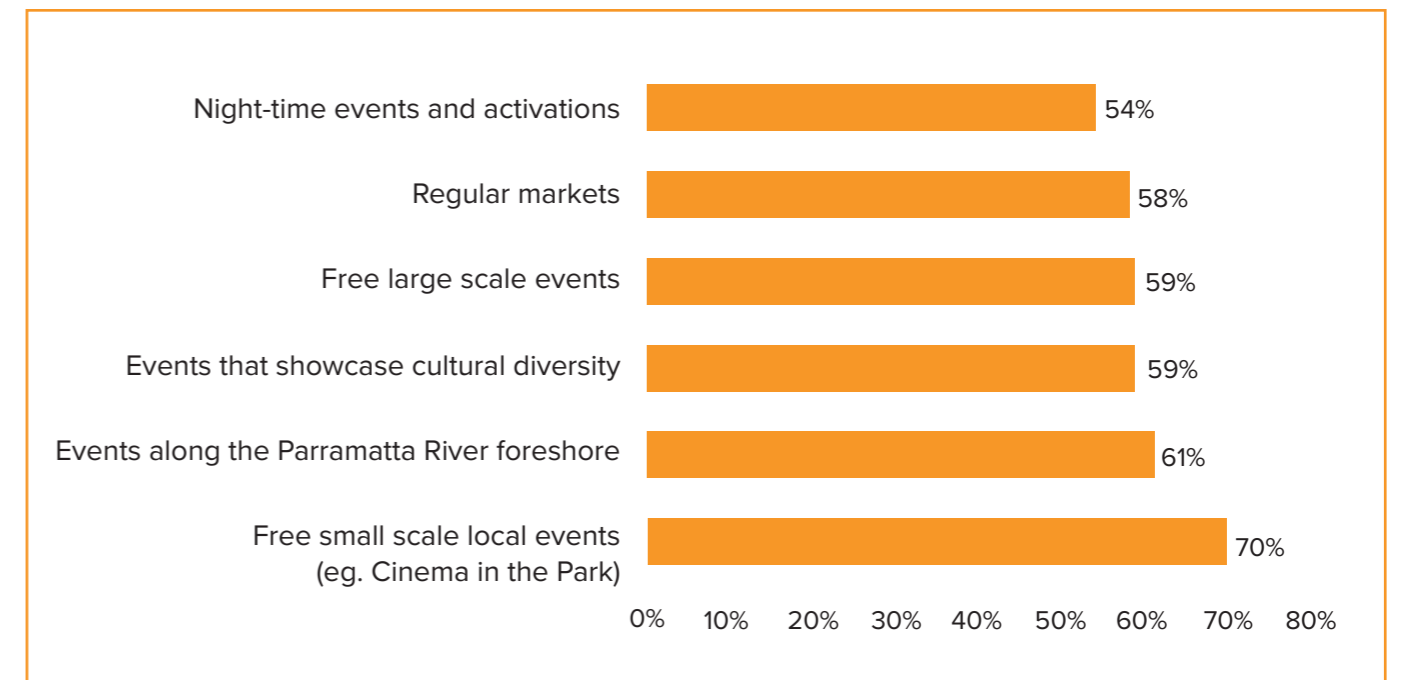 Night-time events and activations
54%
Regular markets
58%
Free large scale events
59%
Events that showcase cultural diversity
59%
Events along the Parramatta River foreshore
61%
Free small scale local events
(eg. Cinema in the Park)
70%
0% 10% 20% 30% 40% 50% 60% 70% 80%